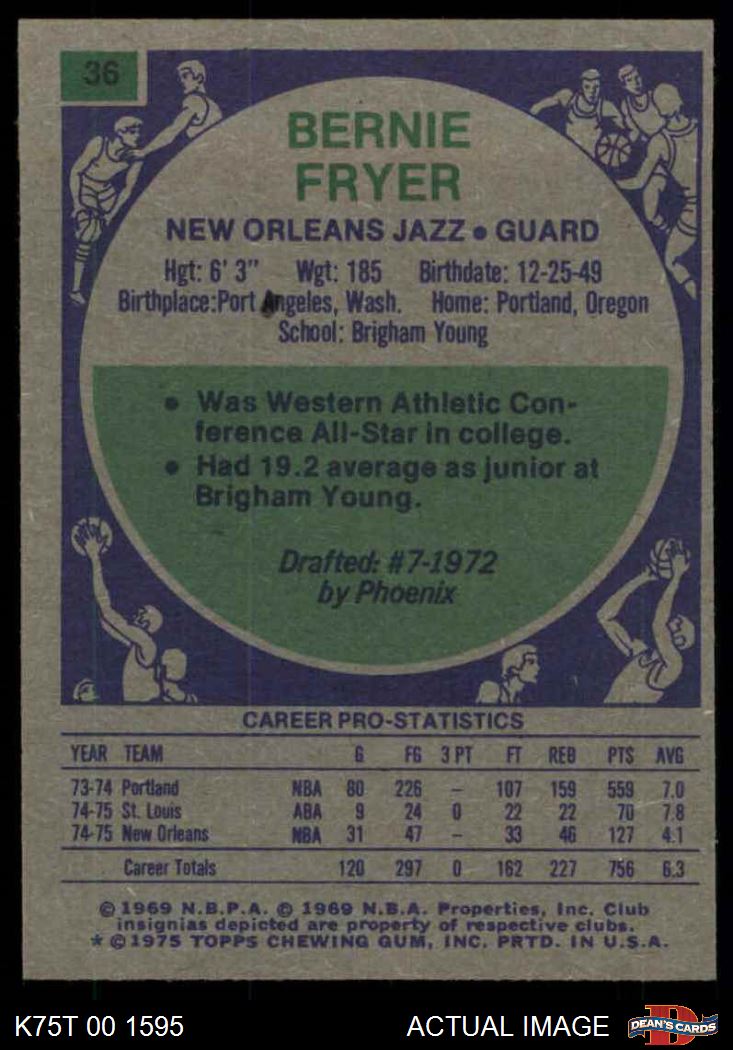 36
BERNIE
FRYER
NEW ORLEANS JAZZ • GUARD
Hgt: 6' 3" Wgt: 185 Birthdate: 12-25-49
Birthplace:Port Angeles, Wash. Home: Portland, Oregon
School: Brigham Young
• Was Western Athletic Con-
ference All-Star in college.
• Had 19.2 average as junior at
Brigham Young.
Drafted: #7-1972
by Phoenix
CAREER PRO-STATISTICS
YEAR TEAM G FG 3 PT FT REB PTS AVG
73-74 Portland NBA 80 226 – 107 159 559 7.0
74-75 St. Louis ABA 9 24 0 22 22 70 7.8
74-75 New Orleans NBA 31 47 – 33 46 127 4.1
Career Totals 120 297 0 162 227 756 6.3
© 1969 N.B.P.A. © 1969 N.B.A. Properties, Inc. Club
insignias depicted are property of respective clubs.
* © 1975 TOPPS CHEWING GUM, INC. PRTD. IN U.S.A.
K75T 00 1595 ACTUAL IMAGE D DEAN'S CARDS